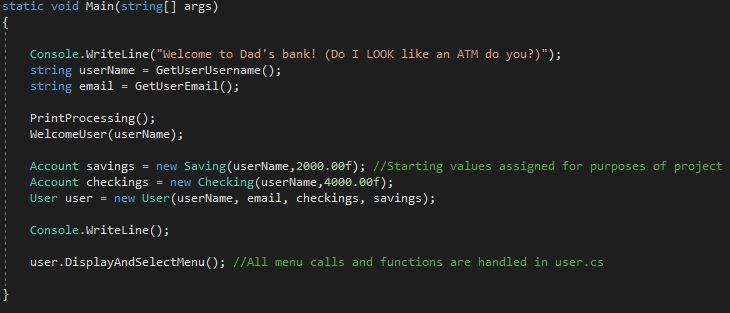 static void Main(string[] args)
{
Console.WriteLine("Welcome to Dad's bank! (Do I LOOK like an ATM do you?)");
string userName = GetUserUsername();
string email = GetUserEmail();
PrintProcessing();
WelcomeUser(userName);
Account savings = new Saving(userName,2000.00f); //Starting values assigned for purposes of project
Account checkings = new Checking(userName,4000.00f);
User user = new User(userName, email, checkings, savings);
Console.WriteLine();
user.DisplayAndSelectMenu(); //All menu calls and functions are handled in user.cs
}